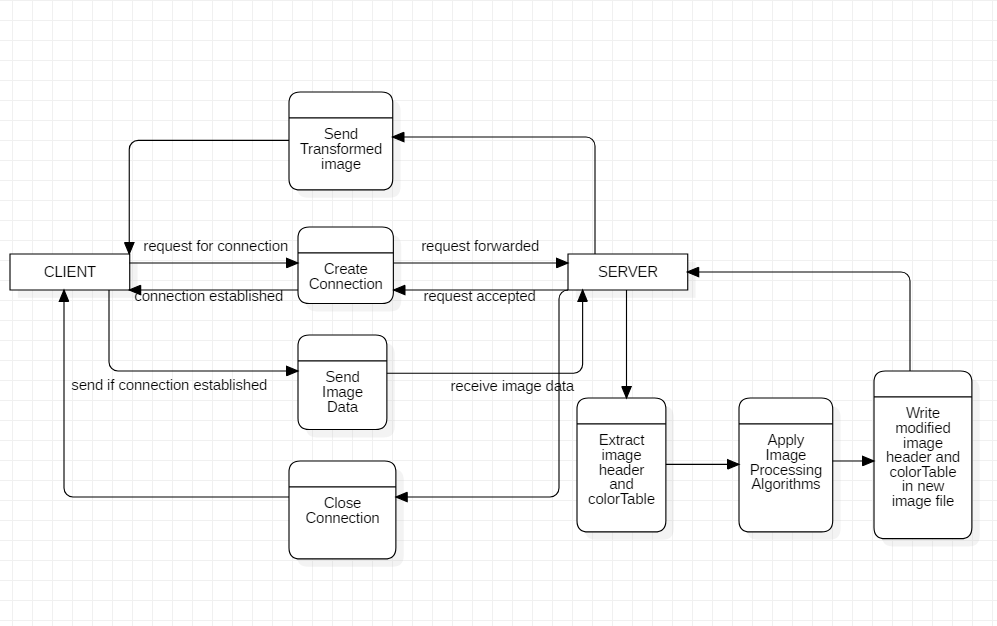 Send
Transformed
image
request for connection
request forwarded
CLIENT
Create
Connection
SERVER
connection established
request accepted
send if connection established
Send
Image
Data
receive image data
Extract
image
header
and
colorTable
Apply
Image
Processing
Algorithms
Write
modified
image
header and
colorTable
in new
image file
Close
Connection